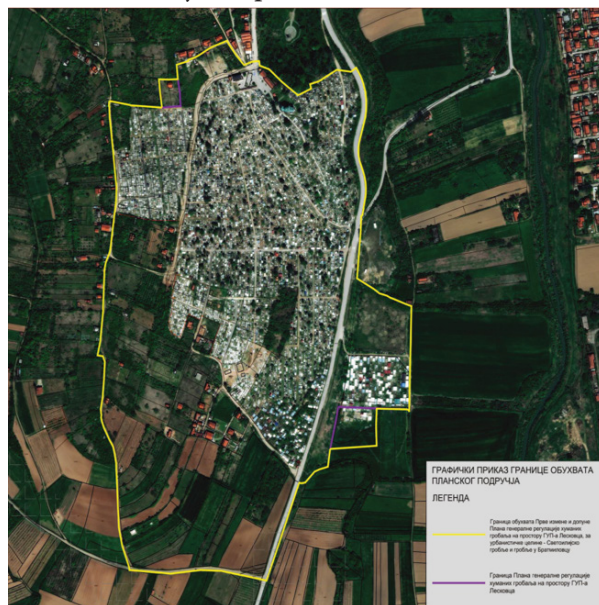 ГРАФИЧКИ ПРИКАЗ ГРАНИЦЕ ОБУХВАТА
ПЛАНСКОГ ПОДРУЧЈА
ЛЕГЕНДА
Граница обухвата Прве измене и допуне
Плана генералне регулације хуманих
гробаља на простору ГУП-а Лесковца, за
урбанистичке целине - Светоилијско
гробље и гробље у Братмиловцу
Граница Плана генералне регулације
хуманих гробаља на простору ГУП-а
Лесковца